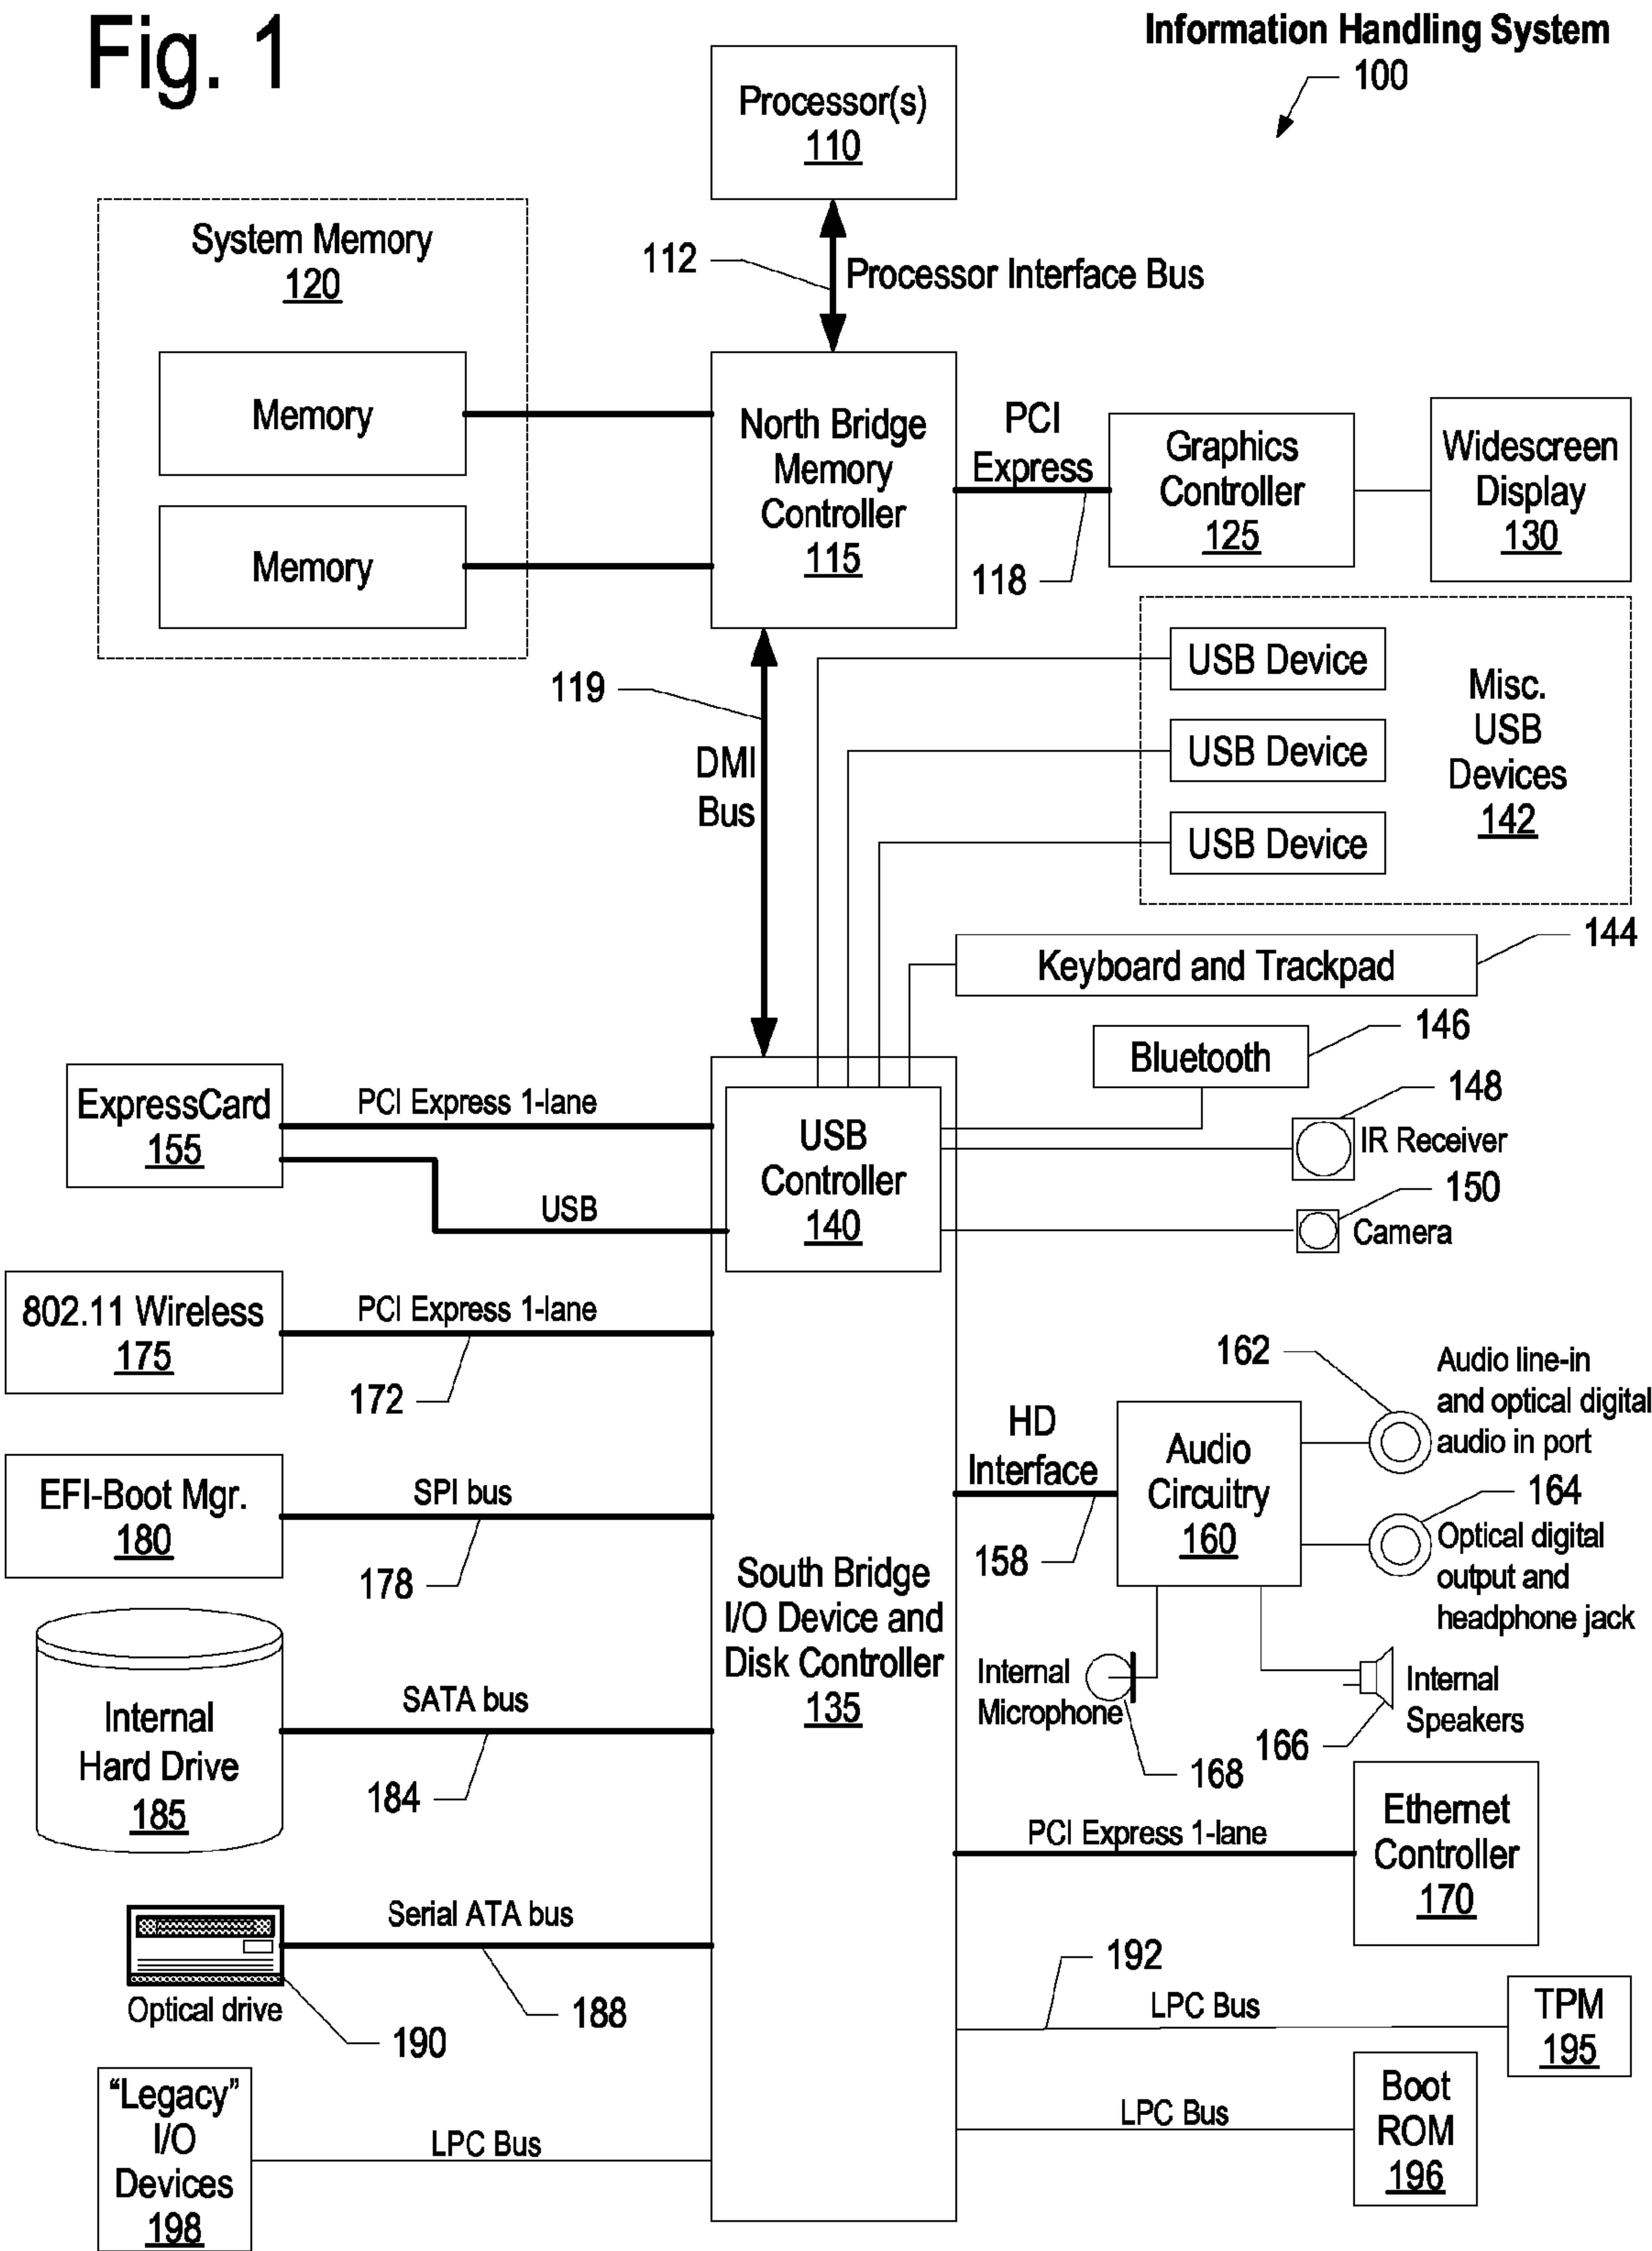 Fig. 1
Information Handling System
100
Processor(s)
110
System Memory
120
112
Processor Interface Bus
Memory
Memory
North Bridge
Memory
Controller
115
PCI
Express
118
Graphics
Controller
125
Widescreen
Display
130
119
DMI
Bus
USB Device
USB Device
USB Device
Misc.
USB
Devices
142
Keyboard and Trackpad
144
Bluetooth
146
148
IR Receiver
150
Camera
ExpressCard
155
PCI Express 1-lane
USB
USB
Controller
140
802.11 Wireless
175
PCI Express 1-lane
172
162
Audio line-in
and optical digital
audio in port
HD
Interface
158
Audio
Circuitry
160
164
Optical digital
output and
headphone jack
EFI-Boot Mgr.
180
SPI bus
178
South Bridge
I/O Device and
Disk Controller
135
Internal
Microphone
168
Internal
Speakers
166
Internal
Hard Drive
185
SATA bus
184
PCI Express 1-lane
Ethernet
Controller
170
Serial ATA bus
188
Optical drive
190
192
LPC Bus
TPM
195
"Legacy"
I/O
Devices
198
LPC Bus
LPC Bus
Boot
ROM
196